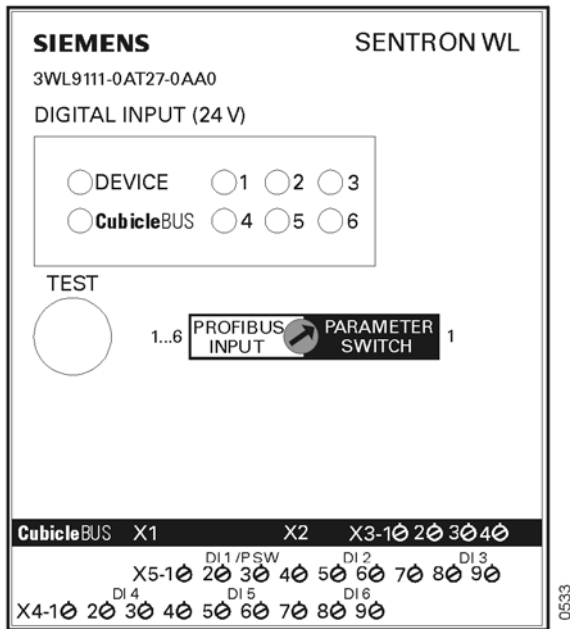 SIEMENS SENTRON WL
3WL9111-0AT27-0AA0
DIGITAL INPUT (24 V)
DEVICE 1 2 3
CubicleBUS 4 5 6
TEST
1...6 PROFIBUS INPUT PARAMETER SWITCH 1
CubicleBUS X1 X2 X3-1 2 3 4
DI 1/P SW DI 2 DI 3
X5-1 2 3 4 5 6 7 8 9
DI 4 DI 5 DI 6
X4-1 2 3 4 5 6 7 8 9
0533